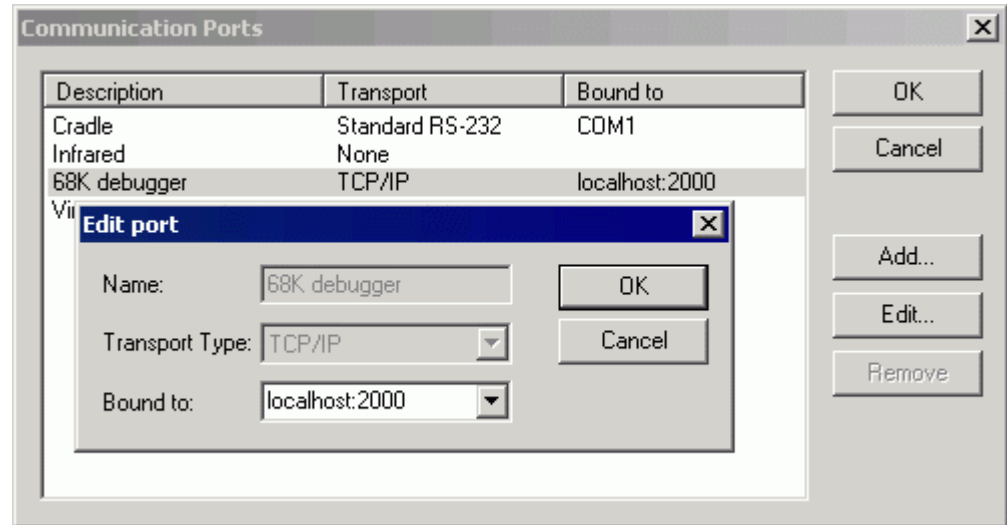 Communication Ports
Description Transport Bound to
Cradle Standard RS-232 COM1
Infrared None
68K debugger TCP/IP localhost:2000
OK
Cancel
Add...
Edit...
Remove
Edit port
Name: 68K debugger
Transport Type: TCP/IP
Bound to: localhost:2000
OK
Cancel